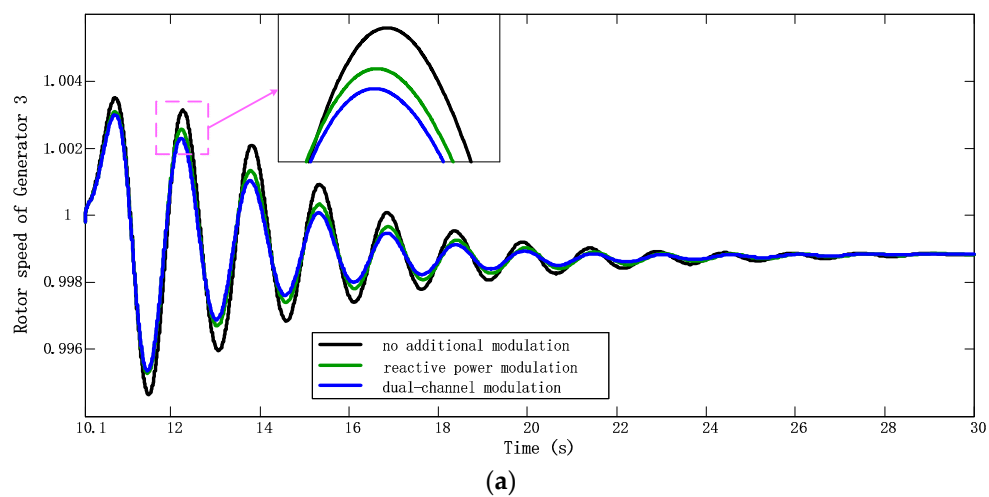 Rotor speed of Generator 3
1.004
1.002
1
0.998
0.996
no additional modulation
reactive power modulation
dual-channel modulation
10.1 12 14 16 18 20 22 24 26 28 30
Time (s)
(a)